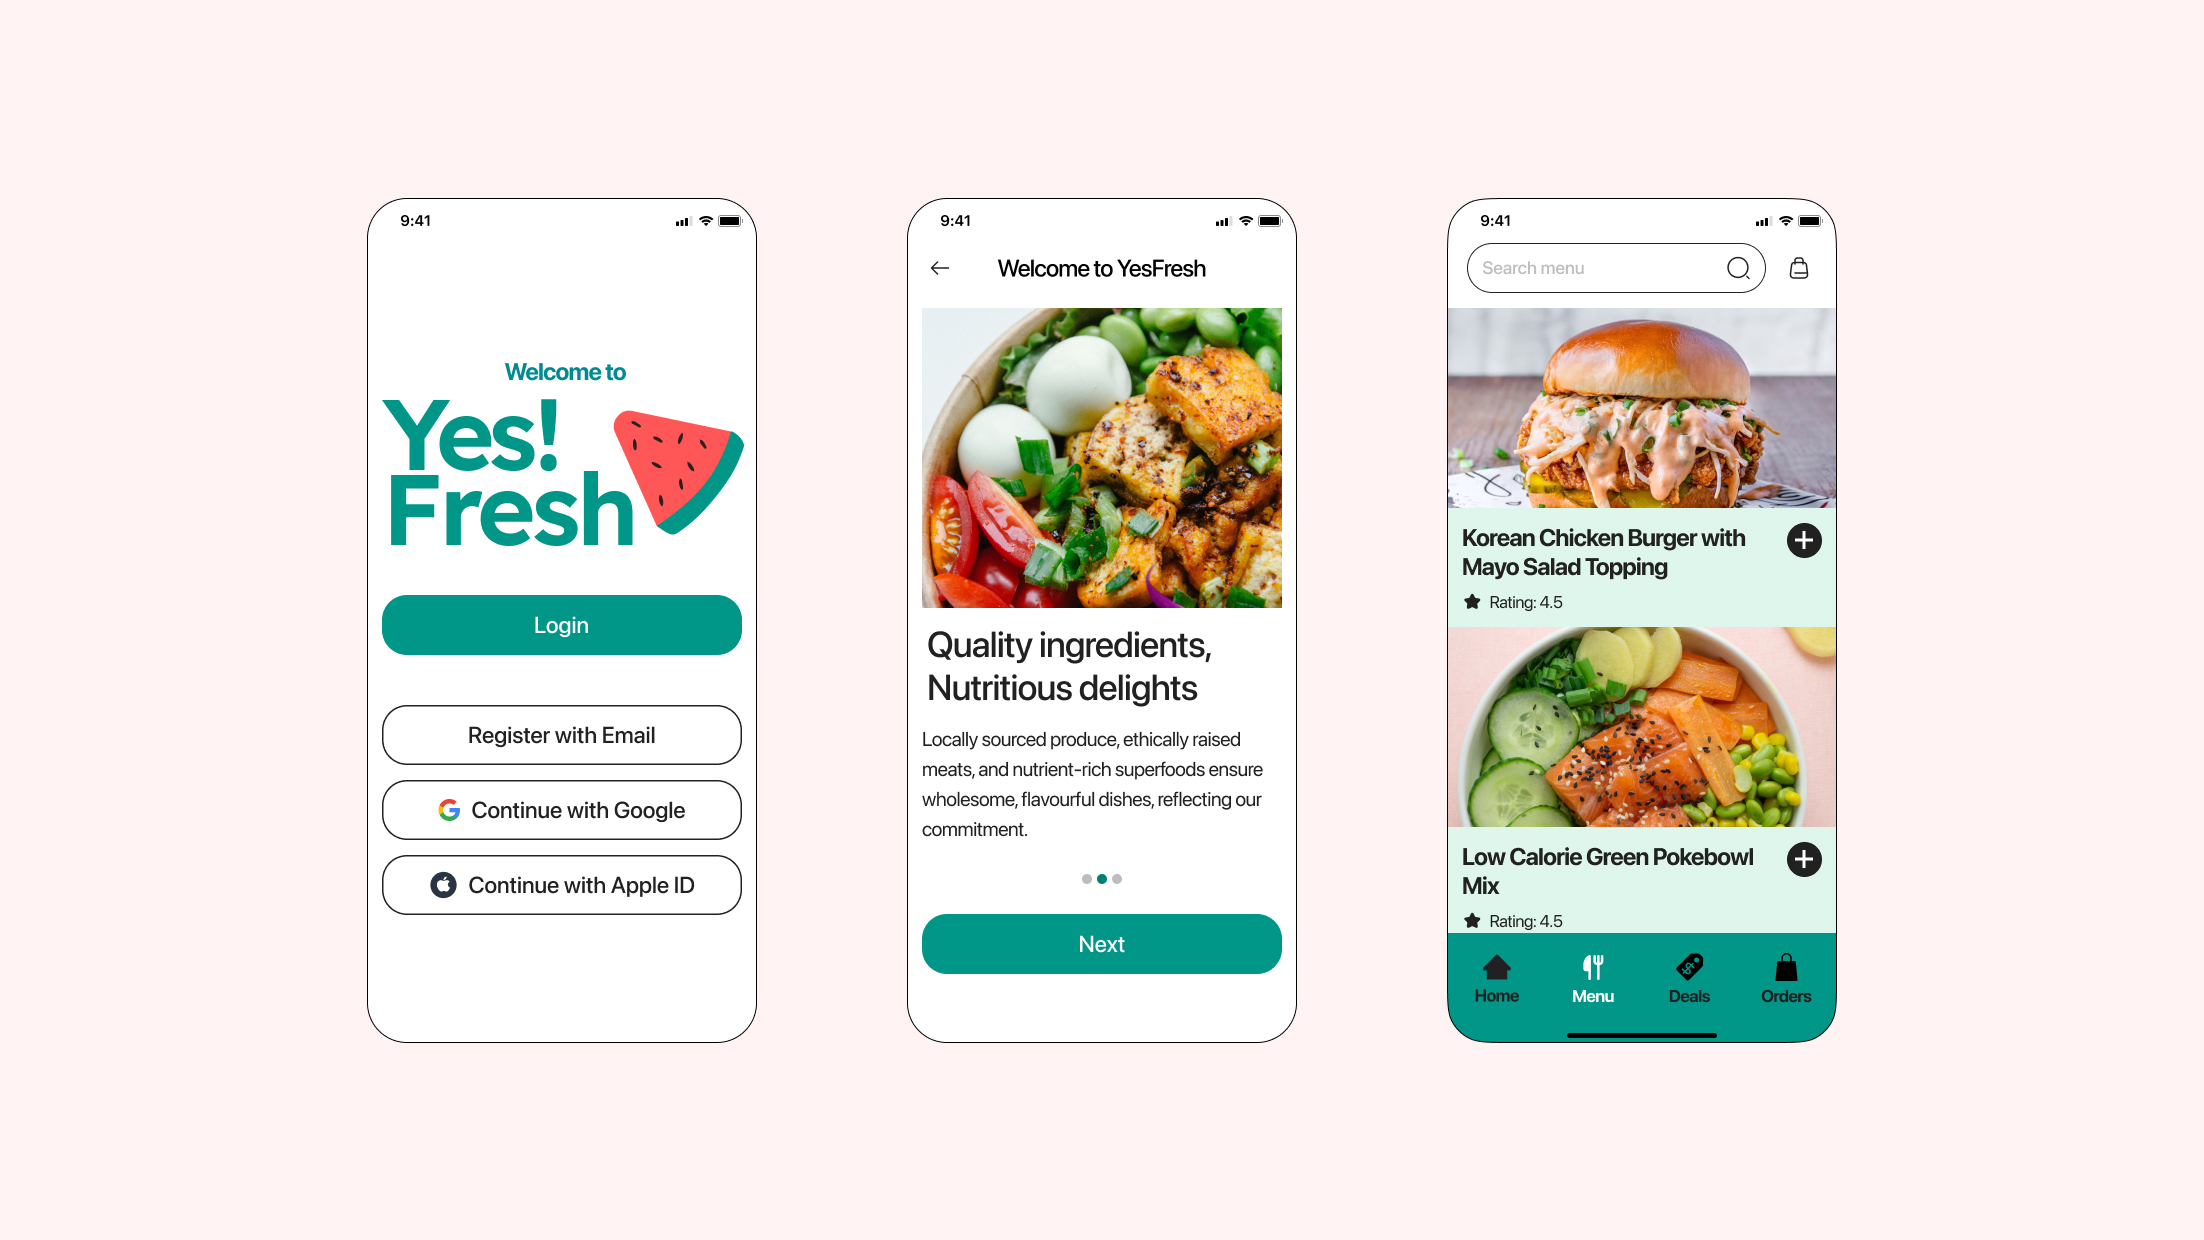 9:41
Welcome to
Yes!
Fresh
Login
Register with Email
Continue with Google
Continue with Apple ID
9:41
Welcome to YesFresh
Quality ingredients,
Nutritious delights
Locally sourced produce, ethically raised
meats, and nutrient-rich superfoods ensure
wholesome, flavourful dishes, reflecting our
commitment.
Next
9:41
Search menu
Korean Chicken Burger with
Mayo Salad Topping
Rating: 4.5
Low Calorie Green Pokebowl
Mix
Rating: 4.5
Home
Menu
Deals
Orders